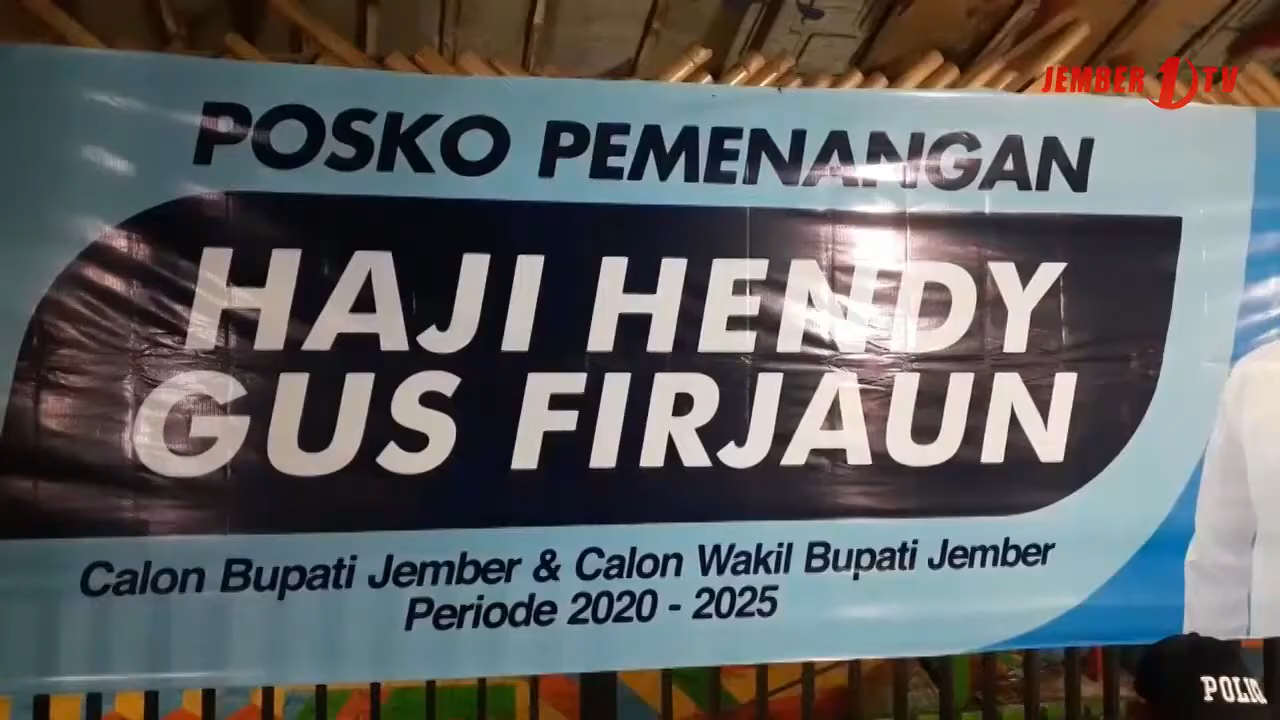 JEMBER 1 TV
POSKO PEMENANGAN
HAJI HENDY
GUS FIRJAUN
Calon Bupati Jember & Calon Wakil Bupati Jember
Periode 2020 - 2025